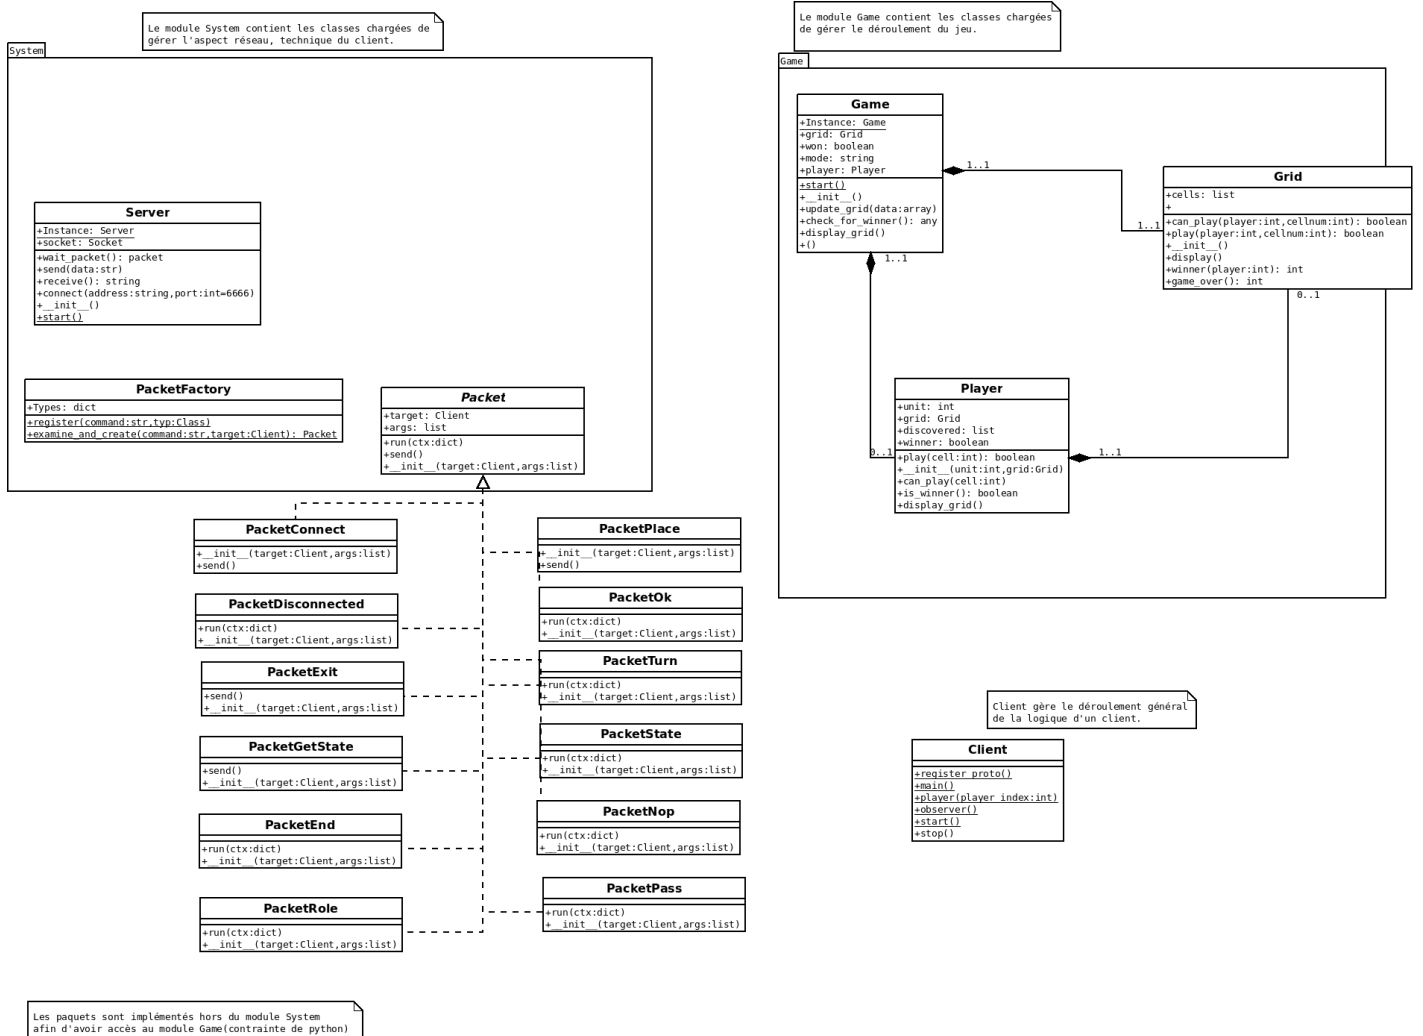 Le module System contient les classes chargées de
gérer l'aspect réseau, technique du client.
System
Server
+Instance: Server
+socket: Socket
+wait_packet(): packet
+send(data:str)
+receive(): string
+connect(address:string,port:int=6666)
+__init__()
+start()
PacketFactory
+Types: dict
+register(command:str,typ:Class)
+examine_and_create(command:str,target:Client): Packet
Packet
+target: Client
+args: list
+run(ctx:dict)
+send()
+__init__(target:Client,args:list)
PacketConnect
+__init__(target:Client,args:list)
+send()
PacketDisconnected
+run(ctx:dict)
+__init__(target:Client,args:list)
PacketExit
+send()
+__init__(target:Client,args:list)
PacketGetState
+send()
+__init__(target:Client,args:list)
PacketEnd
+run(ctx:dict)
+__init__(target:Client,args:list)
PacketRole
+run(ctx:dict)
+__init__(target:Client,args:list)
PacketPlace
+__init__(target:Client,args:list)
+send()
PacketOk
+run(ctx:dict)
+__init__(target:Client,args:list)
PacketTurn
+run(ctx:dict)
+__init__(target:Client,args:list)
PacketState
+run(ctx:dict)
+__init__(target:Client,args:list)
PacketNop
+run(ctx:dict)
+__init__(target:Client,args:list)
PacketPass
+run(ctx:dict)
+__init__(target:Client,args:list)
Les paquets sont implémentés hors du module System
afin d'avoir accès au module Game(contrainte de python)
Le module Game contient les classes chargées
de gérer le déroulement du jeu.
Game
Game
+Instance: Game
+grid: Grid
+won: boolean
+mode: string
+player: Player
+start()
+__init__()
+update_grid(data:array)
+check_for_winner(): any
+display_grid()
+()
1..1
1..1
1..1
Grid
+cells: list
+
+can_play(player:int,cellnum:int): boolean
+play(player:int,cellnum:int): boolean
+__init__()
+display()
+winner(player:int): int
+game_over(): int
0..1
Player
+unit: int
+grid: Grid
+discovered: list
+winner: boolean
+play(cell:int): boolean
+__init__(unit:int,grid:Grid)
+can_play(cell:int)
+is_winner(): boolean
+display_grid()
0..1
1..1
Client gère le déroulement général
de la logique d'un client.
Client
+register_proto()
+main()
+player(player_index:int)
+observer()
+start()
+stop()